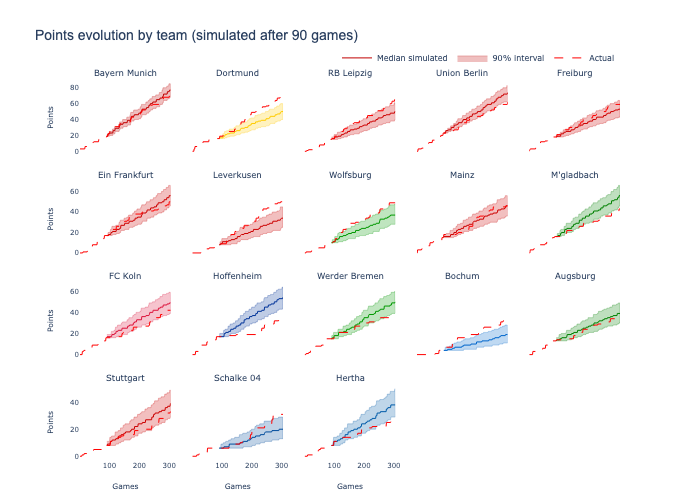 Points evolution by team (simulated after 90 games)
Median simulated 90% interval Actual
Bayern Munich Dortmund RB Leipzig Union Berlin Freiburg
80
60
40
20
0
Points
Ein Frankfurt Leverkusen Wolfsburg Mainz M'gladbach
60
40
20
0
Points
FC Koln Hoffenheim Werder Bremen Bochum Augsburg
60
40
20
0
Points
Stuttgart Schalke 04 Hertha
40
20
0
Points
100 200 300 100 200 300 100 200 300
Games Games Games